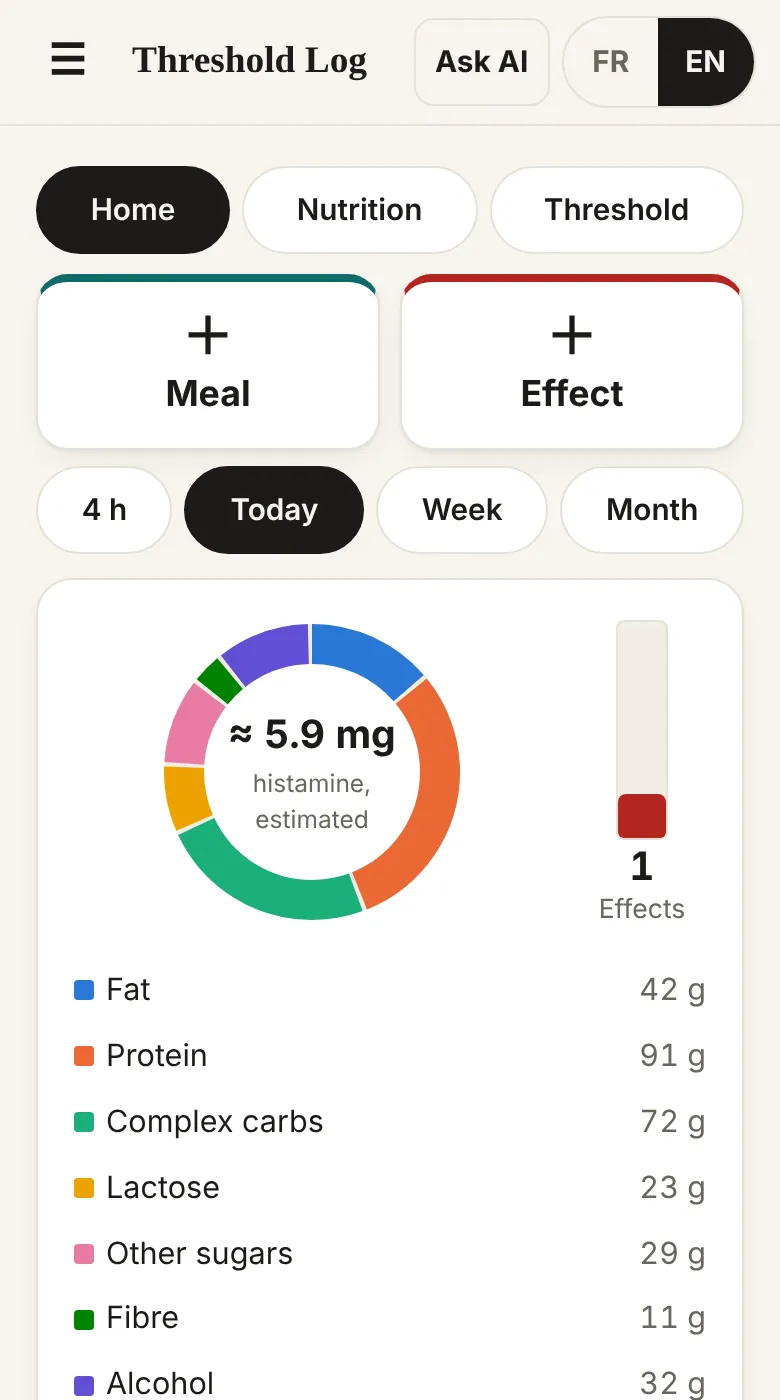 ☰ Threshold Log Ask AI FR EN
Home Nutrition Threshold
+ +
Meal Effect
4 h Today Week Month
≈ 5.9 mg
histamine,
estimated
1
Effects
Fat 42 g
Protein 91 g
Complex carbs 72 g
Lactose 23 g
Other sugars 29 g
Fibre 11 g
Alcohol 32 g